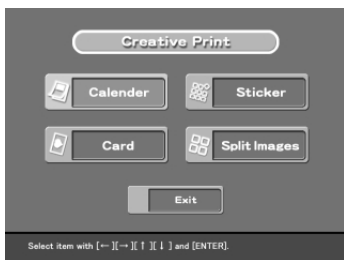 Creative Print
Calender
Sticker
Card
Split Images
Exit
Select item with [←][→][↑][↓] and [ENTER].